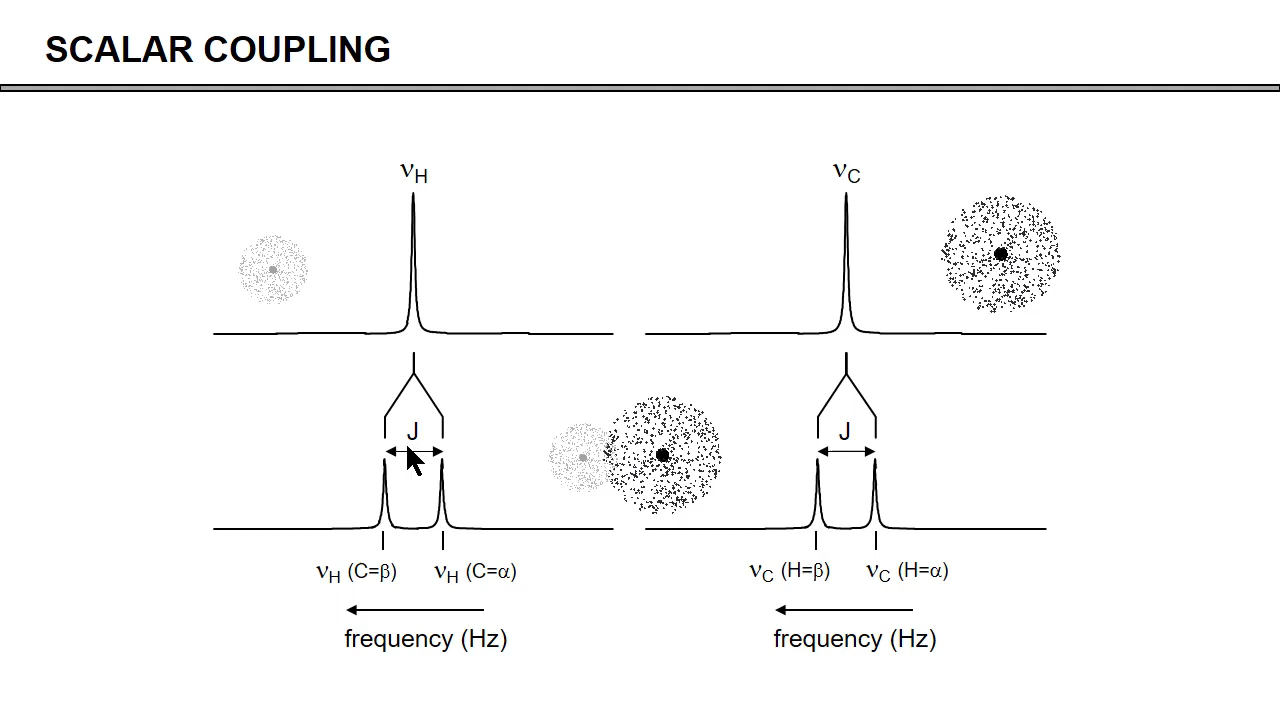 SCALAR COUPLING
νH νC
J J
νH (C=β) νH (C=α) νC (H=β) νC (H=α)
frequency (Hz) frequency (Hz)